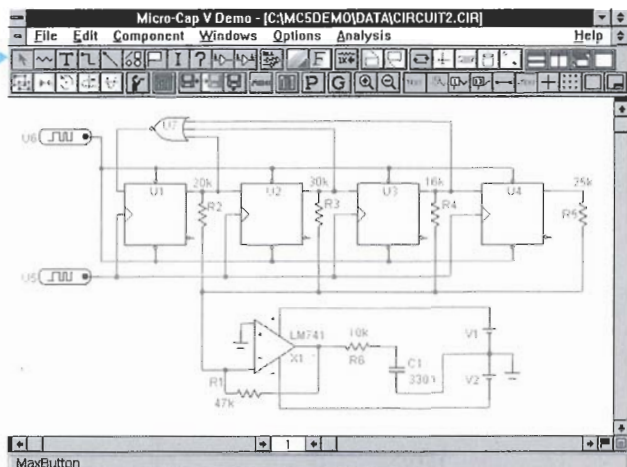 Micro-Cap V Demo - [C:\MC5DEMO\DATA\CIRCUIT2.CIR]
File Edit Component Windows Options Analysis Help
T I ? F
P G
U7
U6
20k 30k 16k 25k
U1 U2 U3 U4
R2 R3 R4 R5
U5
LM741
X1
10k
R6
C1
330n
V1
V2
R1
47k
1
MaxButton